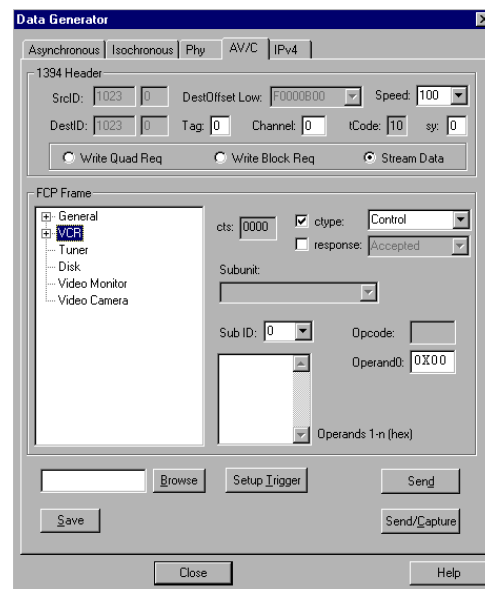 Data Generator
Asynchronous Isochronous Phy AV/C IPv4
1394 Header
SrcID: 1023 0 DestOffset Low: F0000B00 Speed: 100
DestID: 1023 0 Tag: 0 Channel: 0 tCode: 10 sy: 0
Write Quad Req Write Block Req Stream Data
FCP Frame
General
VCR
Tuner
Disk
Video Monitor
Video Camera
cts: 0000 ctype: Control
response: Accepted
Subunit:
Sub ID: 0 Opcode:
Operand0: 0X00
Operands 1-n (hex)
Browse Setup Trigger Send
Save Send/Capture
Close Help